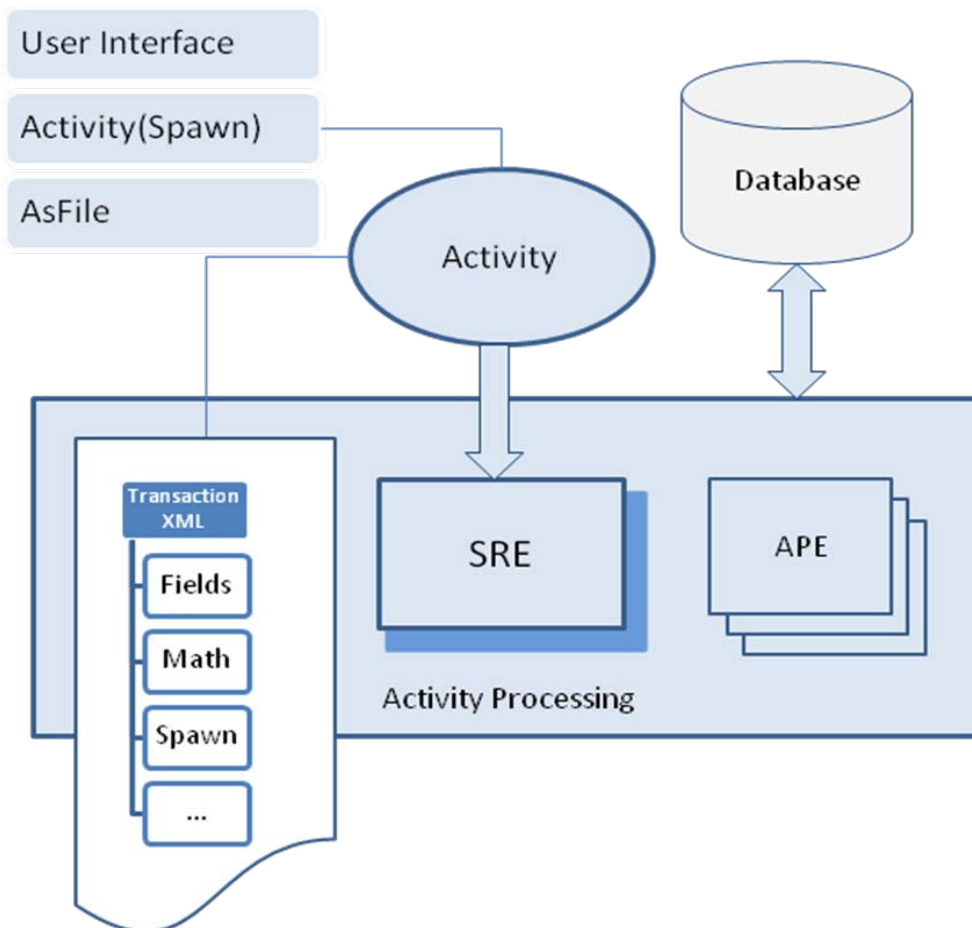 User Interface
Activity(Spawn)
AsFile
Database
Activity
Transaction
XML
Fields
Math
Spawn
...
SRE
APE
Activity Processing